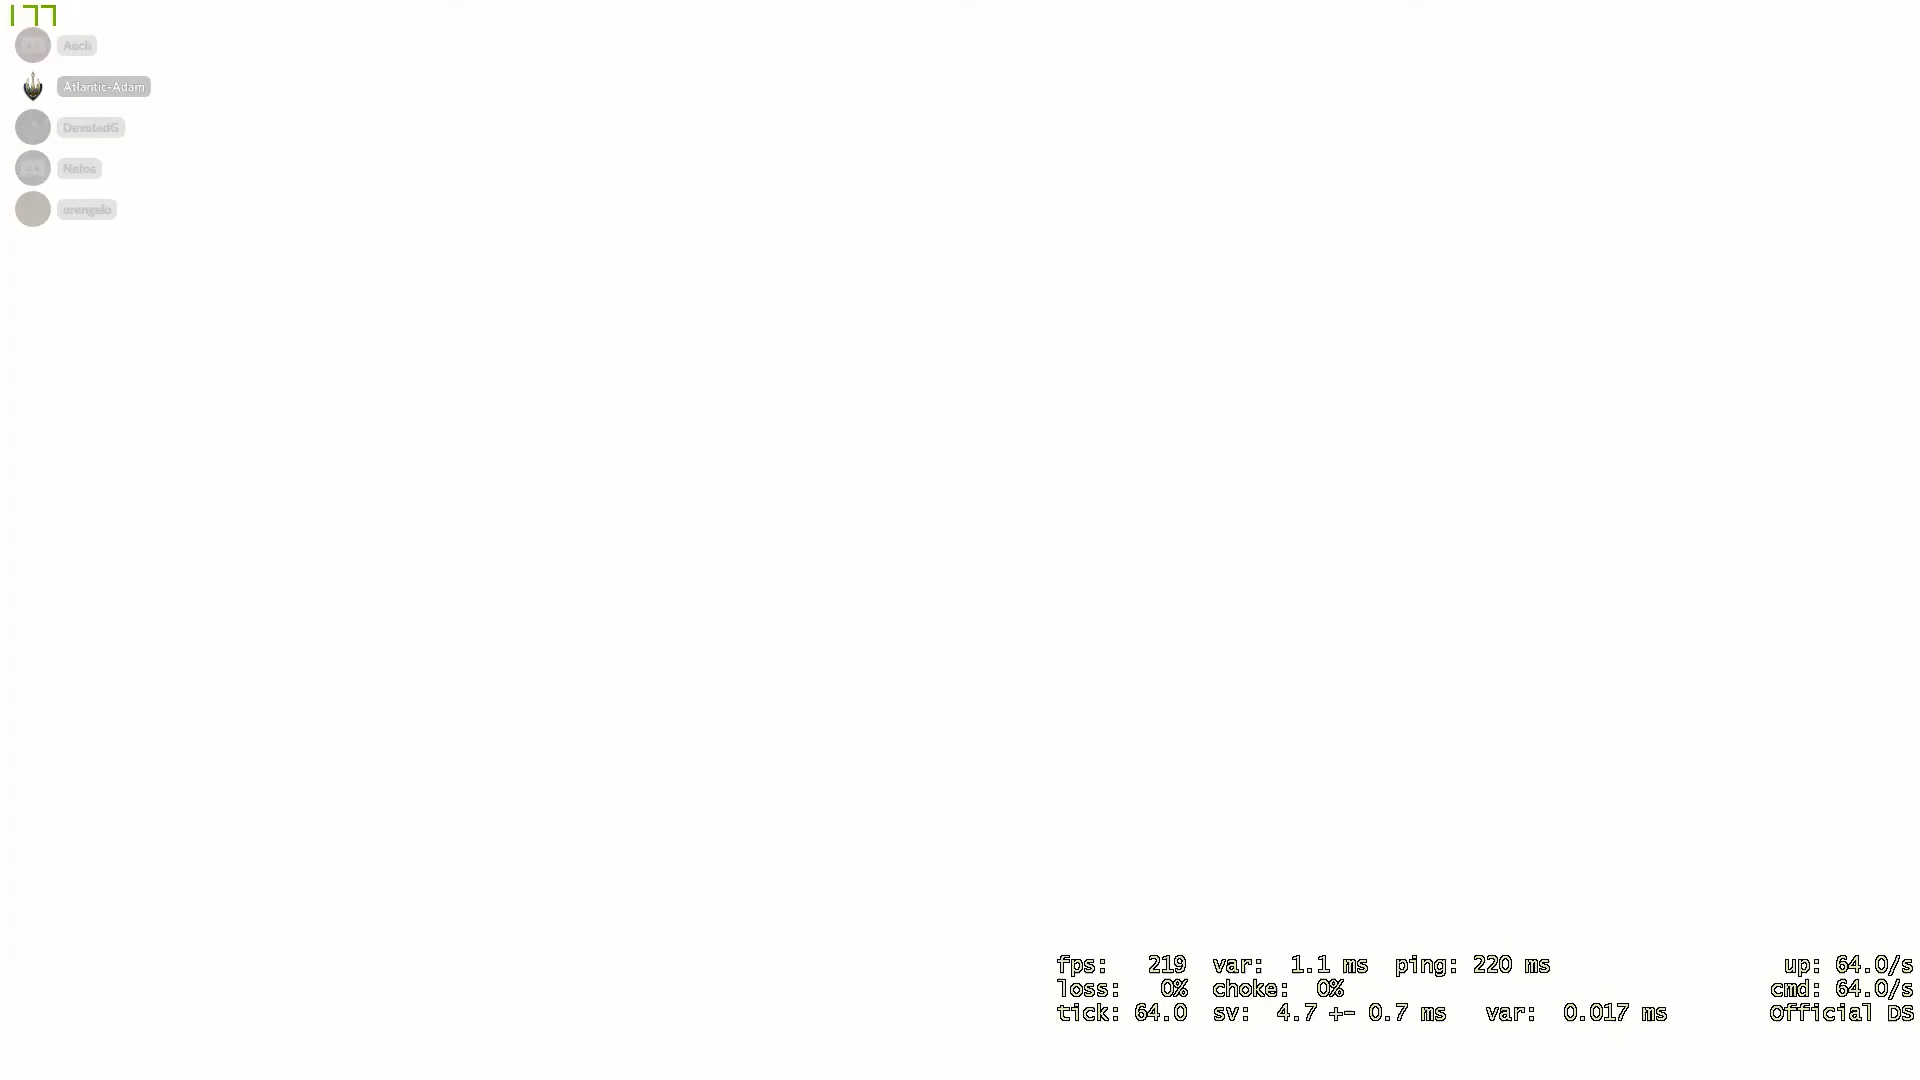 177
Aach
Atlantic-Adam
DevotedG
Nefos
orangelo
fps: 219 var: 1.1 ms ping: 220 ms up: 64.0/s
loss: 0% choke: 0% cmd: 64.0/s
tick: 64.0 sv: 4.7 +- 0.7 ms var: 0.017 ms Official DS